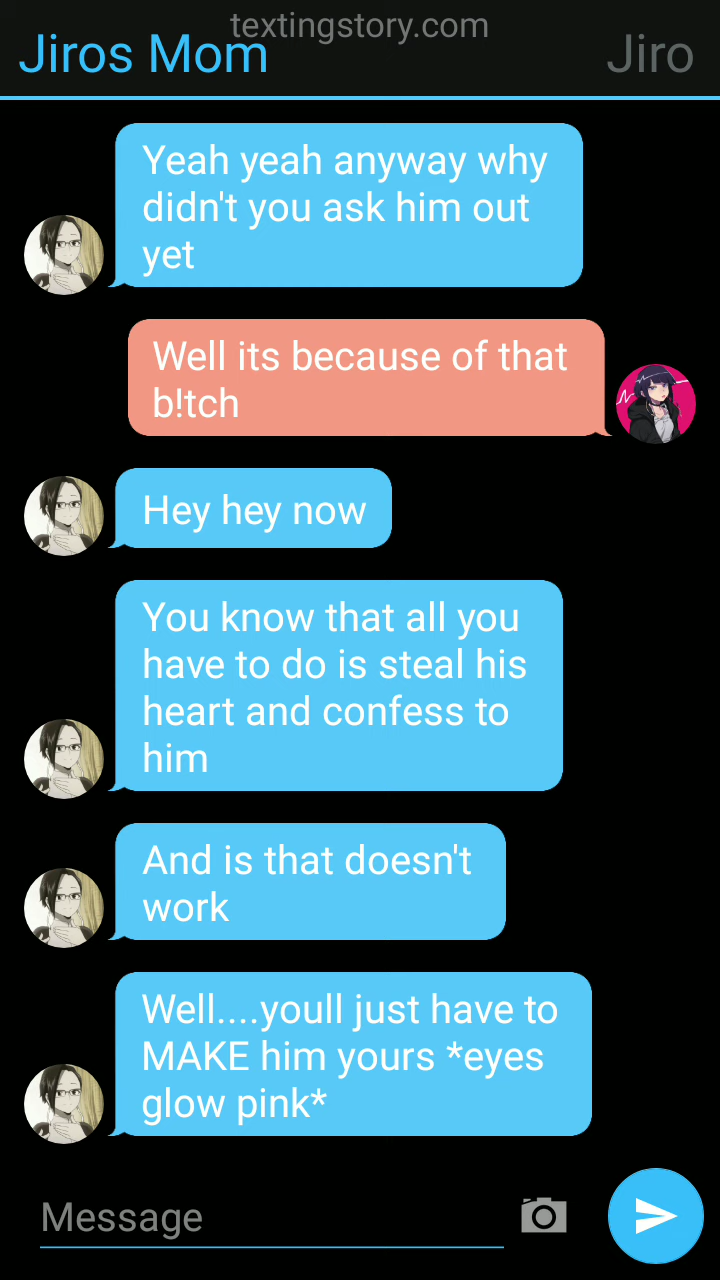 textingstory.com
Jiros Mom
Jiro
Yeah yeah anyway why
didn't you ask him out
yet
Well its because of that
b!tch
Hey hey now
You know that all you
have to do is steal his
heart and confess to
him
And is that doesn't
work
Well....youll just have to
MAKE him yours *eyes
glow pink*
Message